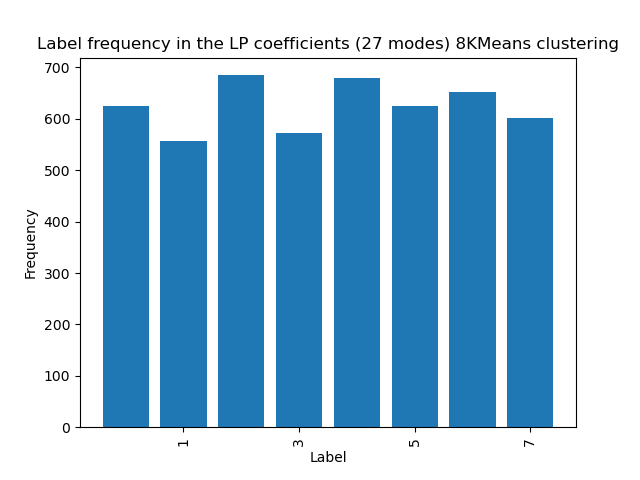 Label frequency in the LP coefficients (27 modes) 8KMeans clustering
700
600
500
400
300
200
100
0
Frequency
1 3 5 7
Label